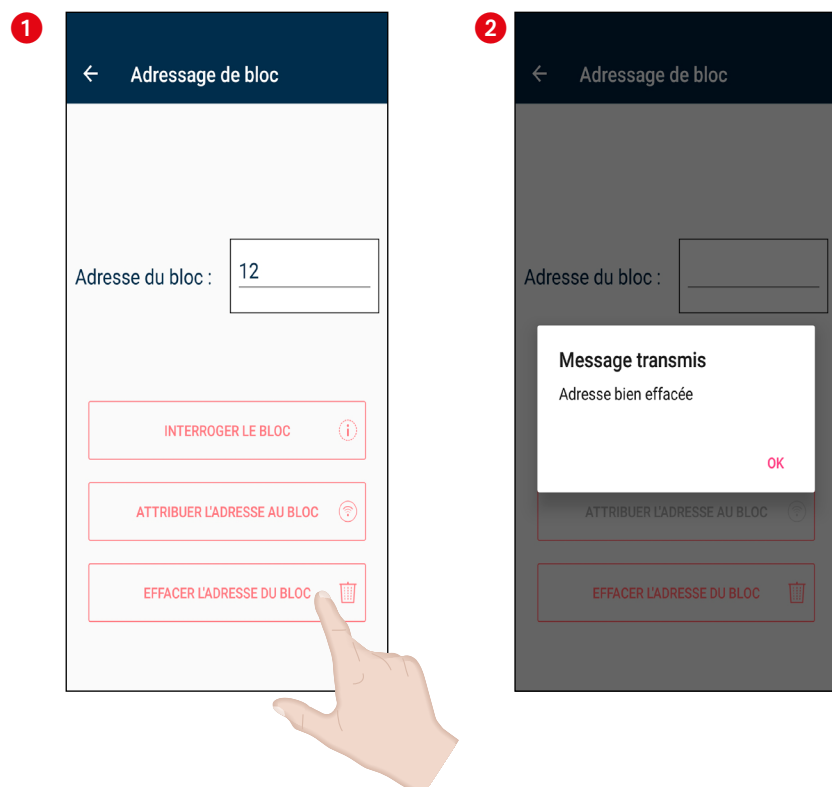 1
Adressage de bloc
Adresse du bloc :
12
INTERROGER LE BLOC
ATTRIBUER L'ADRESSE AU BLOC
EFFACER L'ADRESSE DU BLOC
2
Adressage de bloc
Adresse du bloc :
Message transmis
Adresse bien effacée
OK
ATTRIBUER L'ADRESSE AU BLOC
EFFACER L'ADRESSE DU BLOC